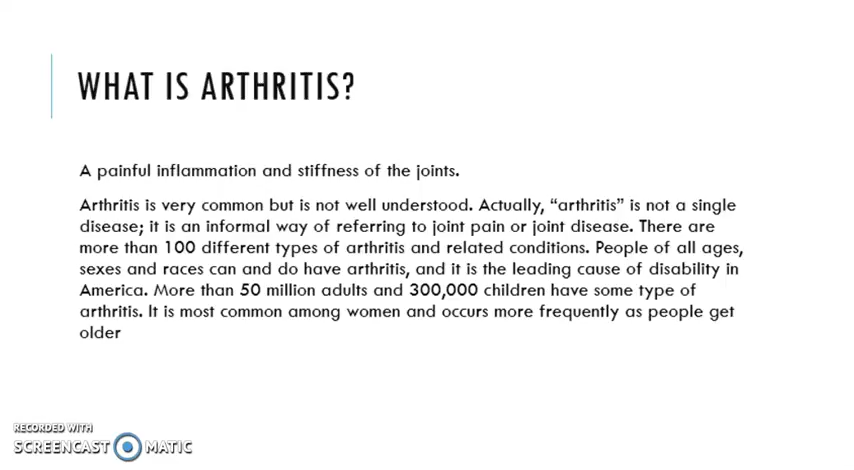 WHAT IS ARTHRITIS?
A painful inflammation and stiffness of the joints.
Arthritis is very common but is not well understood. Actually, “arthritis” is not a single
disease; it is an informal way of referring to joint pain or joint disease. There are
more than 100 different types of arthritis and related conditions. People of all ages,
sexes and races can and do have arthritis, and it is the leading cause of disability in
America. More than 50 million adults and 300,000 children have some type of
arthritis. It is most common among women and occurs more frequently as people get
older
RECORDED WITH
SCREENCAST MATIC